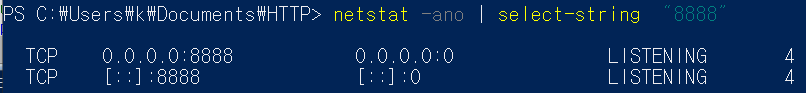 PS C:₩Users₩k₩Documents₩HTTP> netstat -ano | select-string "8888"
TCP 0.0.0.0:8888 0.0.0.0:0 LISTENING 4
TCP [::]:8888 [::]:0 LISTENING 4